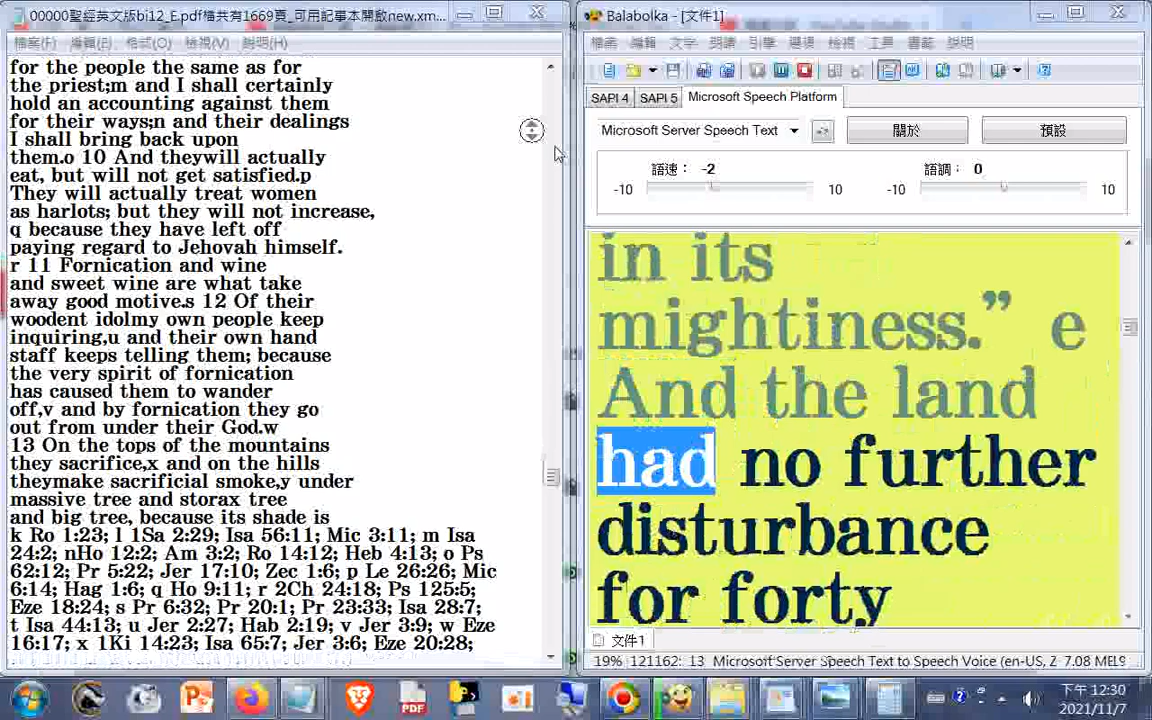 00000聖經英文版bi12_E.pdf檔共有1669頁_可用記事本開啟new.xm...
檔案(F) 編輯(E) 格式(O) 檢視(V) 說明(H)
for the people the same as for
the priest;m and I shall certainly
hold an accounting against them
for their ways;n and their dealings
I shall bring back upon
them.o 10 And theywill actually
eat, but will not get satisfied.p
They will actually treat women
as harlots; but they will not increase,
q because they have left off
paying regard to Jehovah himself.
r 11 Fornication and wine
and sweet wine are what take
away good motive.s 12 Of their
woodent idolmy own people keep
inquiring,u and their own hand
staff keeps telling them; because
the very spirit of fornication
has caused them to wander
off,v and by fornication they go
out from under their God.w
13 On the tops of the mountains
they sacrifice,x and on the hills
theymake sacrificial smoke,y under
massive tree and storax tree
and big tree, because its shade is
k Ro 1:23; l 1Sa 2:29; Isa 56:11; Mic 3:11; m Isa
24:2; nHo 12:2; Am 3:2; Ro 14:12; Heb 4:13; o Ps
62:12; Pr 5:22; Jer 17:10; Zec 1:6; p Le 26:26; Mic
6:14; Hag 1:6; q Ho 9:11; r 2Ch 24:18; Ps 125:5;
Eze 18:24; s Pr 6:32; Pr 20:1; Pr 23:33; Isa 28:7;
t Isa 44:13; u Jer 2:27; Hab 2:19; v Jer 3:9; w Eze
16:17; x 1Ki 14:23; Isa 65:7; Jer 3:6; Eze 20:28;
Balabolka - [文件1]
檔案 編輯 文字 朗讀 引擎 選項 檢視 工具 書籤 說明
SAPI 4 SAPI 5 Microsoft Speech Platform
Microsoft Server Speech Text 關於 預設
語速： -2 語調： 0
-10 10 -10 10
in its
mightiness.” e
And the land
had no further
disturbance
for forty
文件1
19% 121162: 13 Microsoft Server Speech Text to Speech Voice (en-US, Z 7.08 MEL9
PDF
下午 12:30
2021/11/7